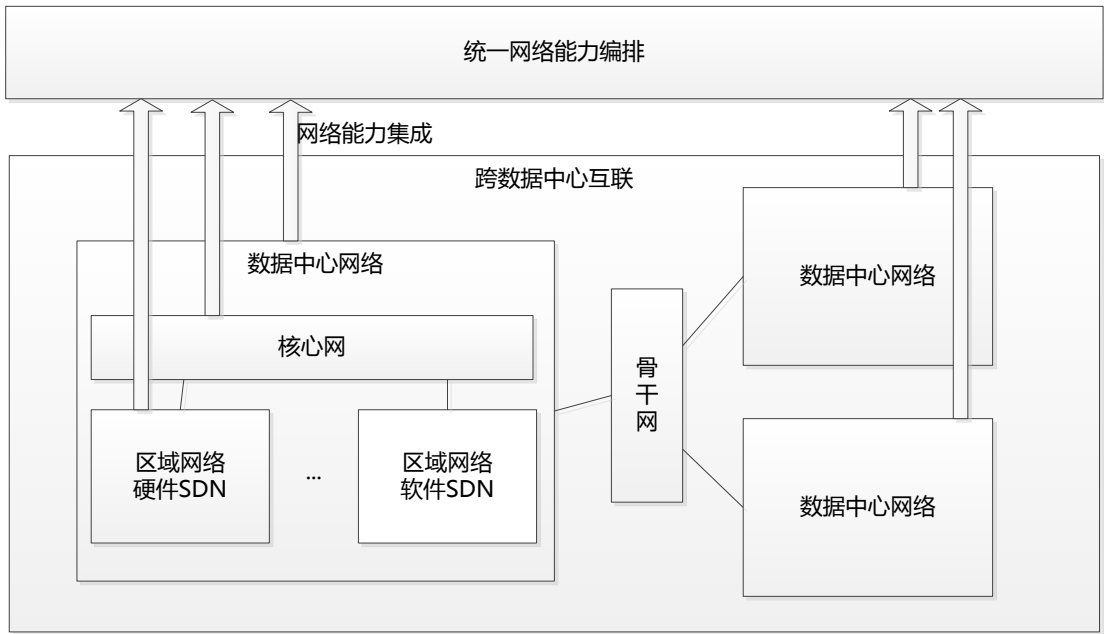 统一网络能力编排
网络能力集成
跨数据中心互联
数据中心网络
核心网
区域网络
硬件SDN
...
区域网络
软件SDN
骨
干
网
数据中心网络
数据中心网络